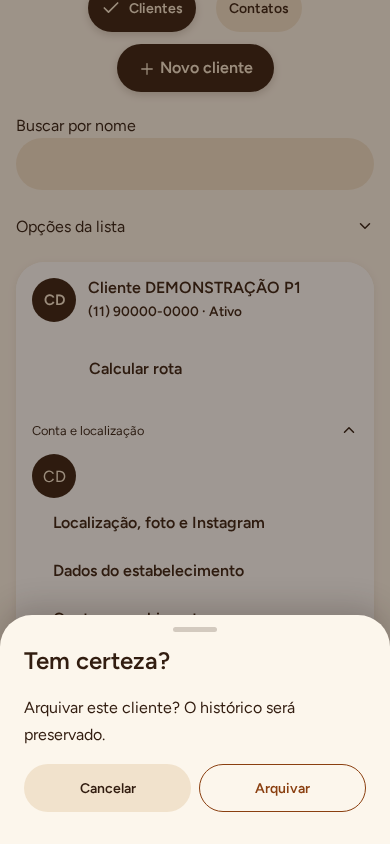 Clientes
Contatos
+ Novo cliente
Buscar por nome
Opções da lista
CD
Cliente DEMONSTRAÇÃO P1
(11) 90000-0000 · Ativo
Calcular rota
Conta e localização
CD
Localização, foto e Instagram
Dados do estabelecimento
Tem certeza?
Arquivar este cliente? O histórico será
preservado.
Cancelar
Arquivar